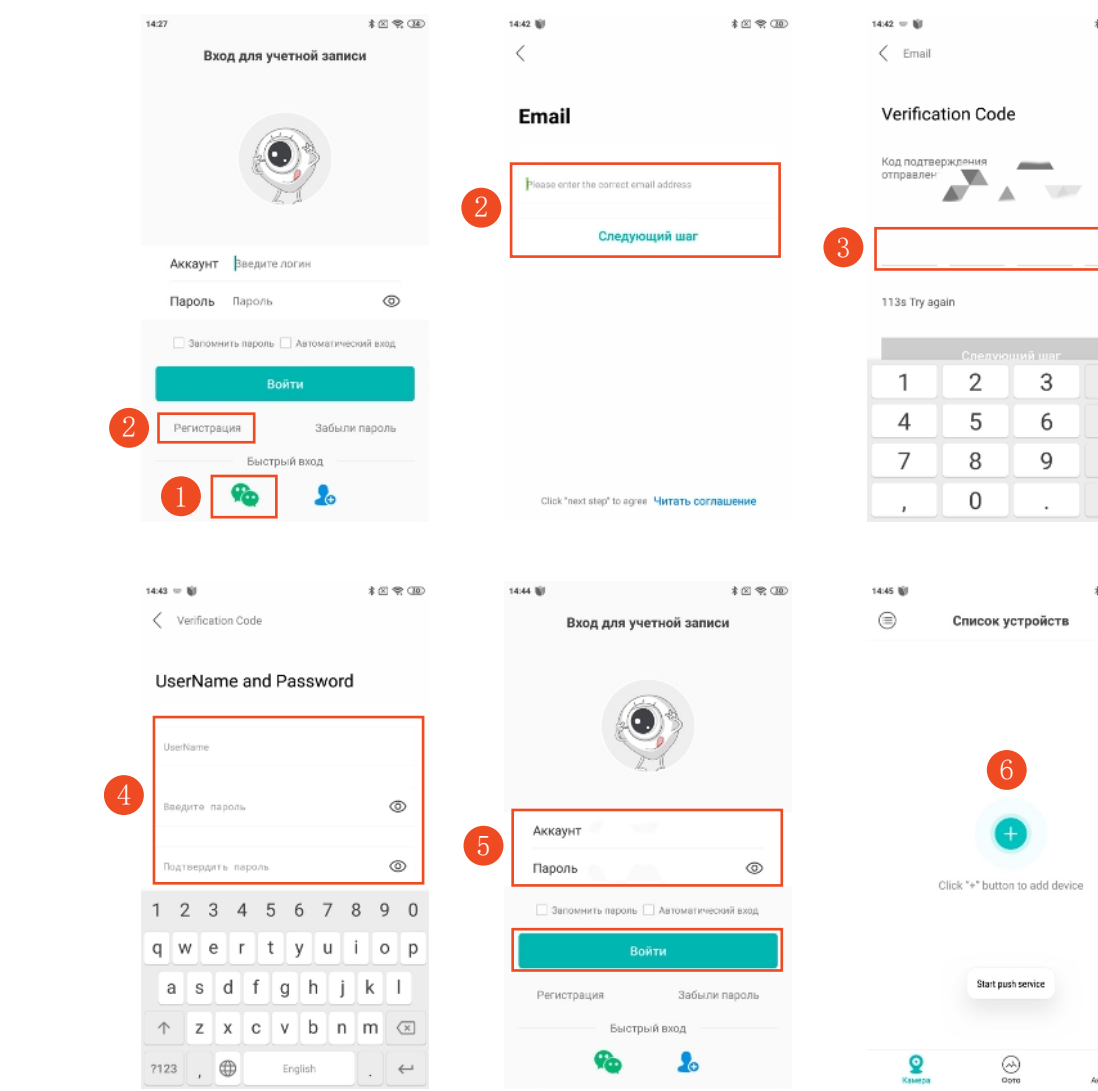 14:27
34
Вход для учетной записи
Аккаунт Введите логин
Пароль Пароль
Запомнить пароль Автоматический вход
Войти
2
Регистрация Забыли пароль
Быстрый вход
1
14:42
Email
Please enter the correct email address
2
Следующий шаг
Click "next step" to agree Читать соглашение
14:42
Email
Verification Code
Код подтверждения
отправлен
3
113s Try again
Следующий шаг
1 2 3
4 5 6
7 8 9
, 0 .
14:43
Verification Code
UserName and Password
UserName
4
Введите пароль
Подтвердить пароль
1 2 3 4 5 6 7 8 9 0
q w e r t y u i o p
a s d f g h j k l
z x c v b n m
?123 , English .
14:44
Вход для учетной записи
Аккаунт
5
Пароль
Запомнить пароль Автоматический вход
Войти
Регистрация Забыли пароль
Быстрый вход
14:45
Список устройств
6
+
Click "+" button to add device
Start push service
Камера Фото